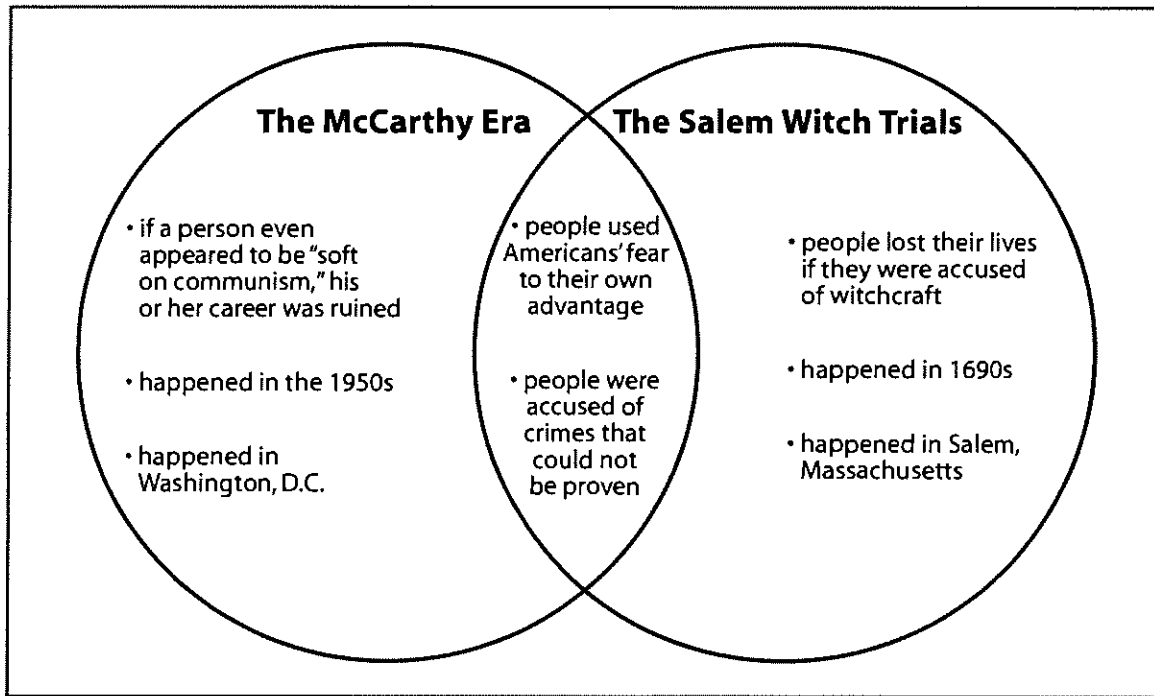 The McCarthy Era
• if a person even
appeared to be "soft
on communism," his
or her career was ruined
• happened in the 1950s
• happened in
Washington, D.C.
• people used
Americans' fear
to their own
advantage
• people were
accused of
crimes that
could not
be proven
The Salem Witch Trials
• people lost their lives
if they were accused
of witchcraft
• happened in 1690s
• happened in Salem,
Massachusetts